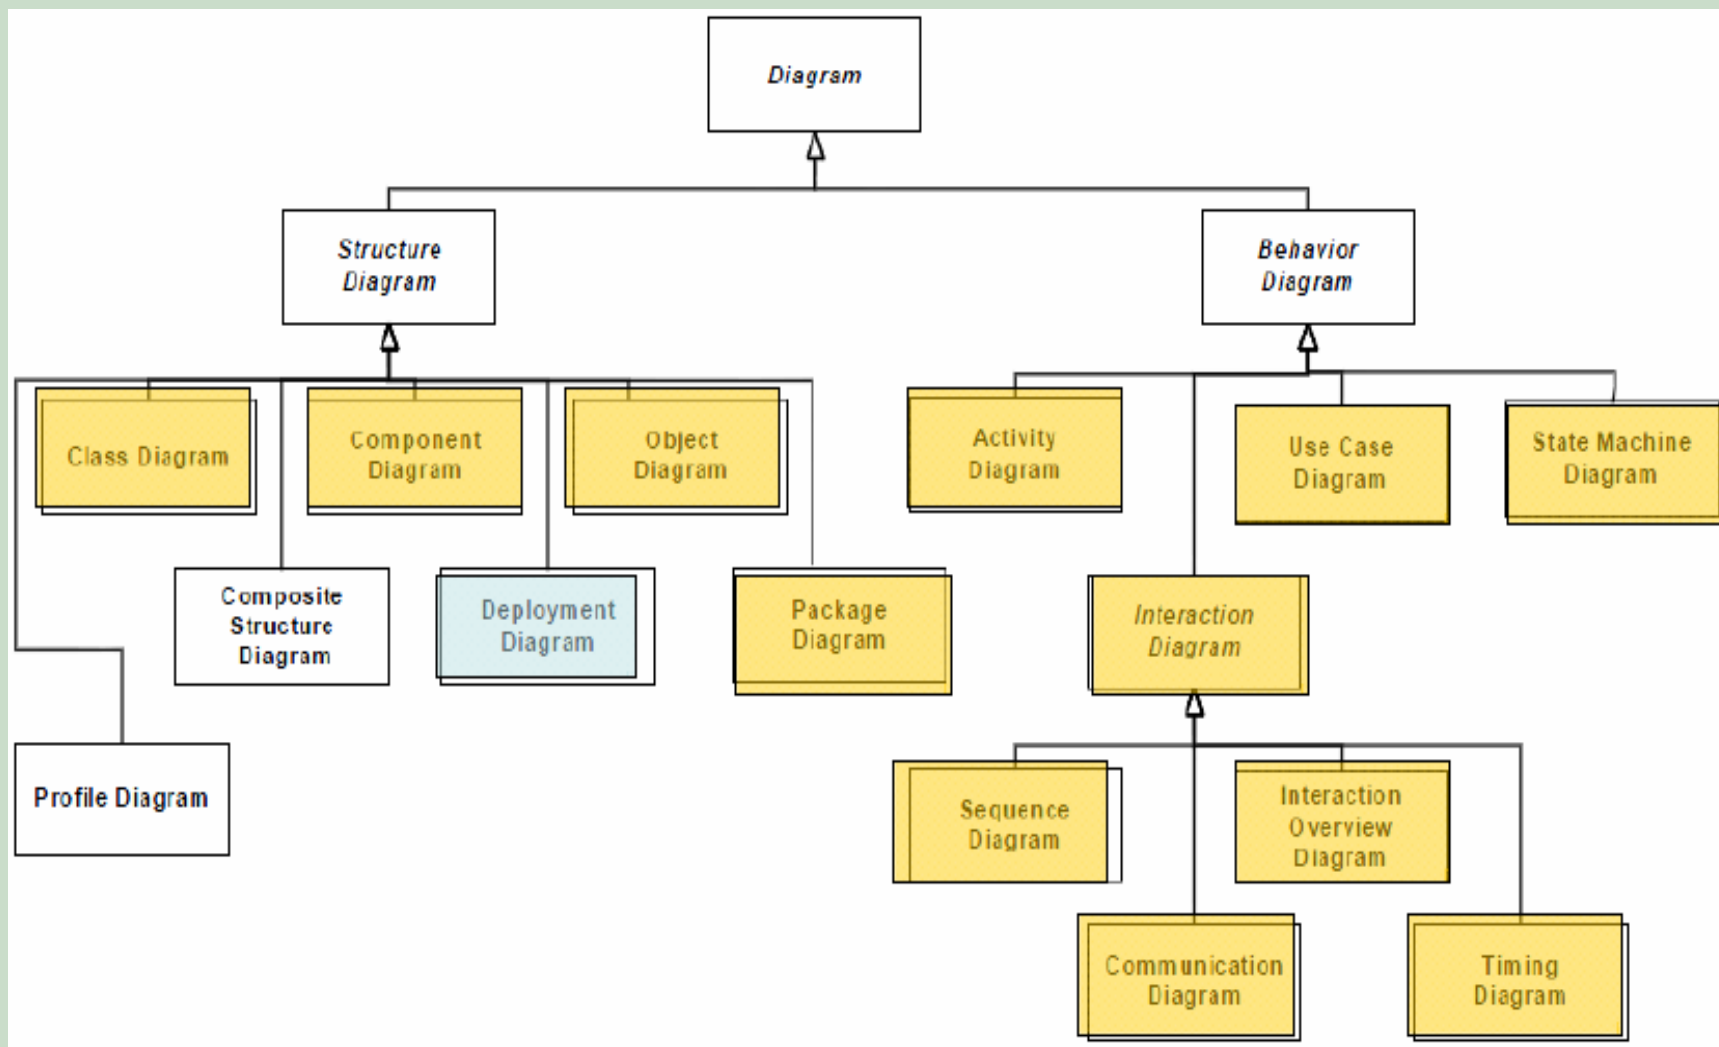 Diagram
Structure
Diagram
Behavior
Diagram
Class Diagram
Component
Diagram
Object
Diagram
Activity
Diagram
Use Case
Diagram
State Machine
Diagram
Composite
Structure
Diagram
Deployment
Diagram
Package
Diagram
Interaction
Diagram
Profile Diagram
Sequence
Diagram
Interaction
Overview
Diagram
Communication
Diagram
Timing
Diagram